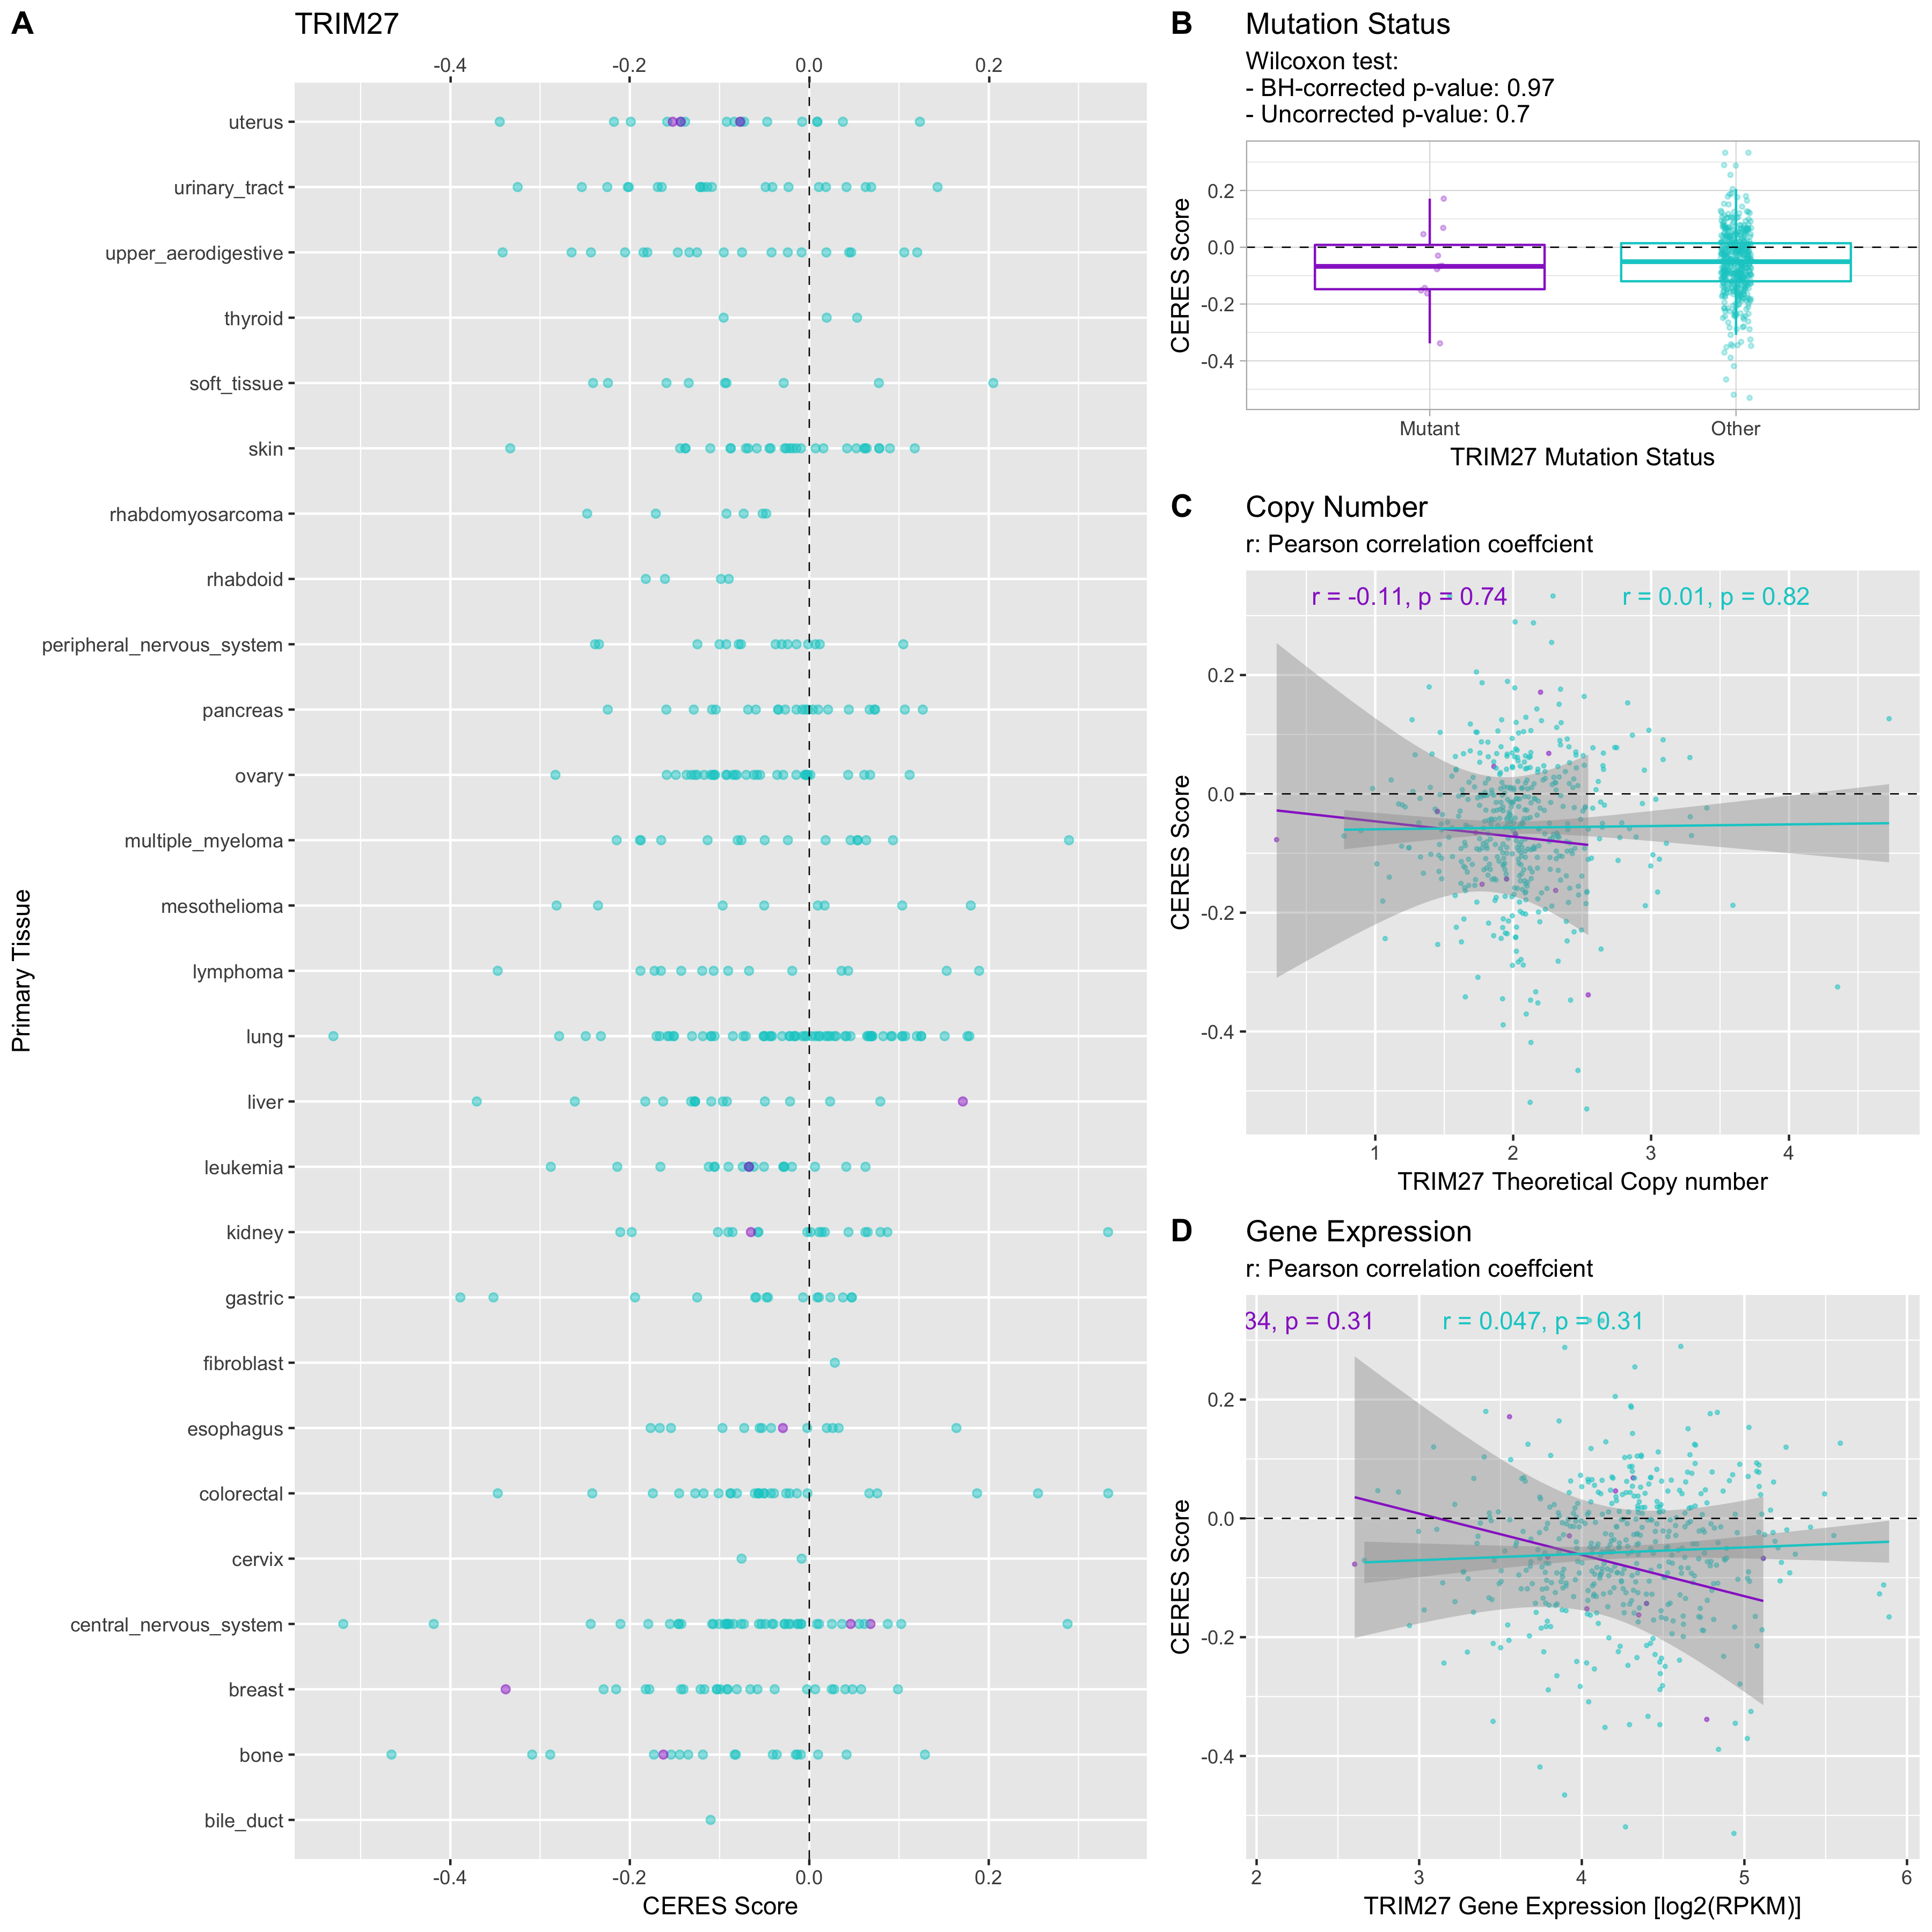 A
TRIM27
-0.4 -0.2 0.0 0.2
Primary Tissue
uterus
urinary_tract
upper_aerodigestive
thyroid
soft_tissue
skin
rhabdomyosarcoma
rhabdoid
peripheral_nervous_system
pancreas
ovary
multiple_myeloma
mesothelioma
lymphoma
lung
liver
leukemia
kidney
gastric
fibroblast
esophagus
colorectal
cervix
central_nervous_system
breast
bone
bile_duct
-0.4 -0.2 0.0 0.2
CERES Score
B
Mutation Status
Wilcoxon test:
- BH-corrected p-value: 0.97
- Uncorrected p-value: 0.7
CERES Score
0.2
0.0
-0.2
-0.4
Mutant Other
TRIM27 Mutation Status
C
Copy Number
r: Pearson correlation coeffcient
r = -0.11, p = 0.74 r = 0.01, p = 0.82
CERES Score
0.2
0.0
-0.2
-0.4
1 2 3 4
TRIM27 Theoretical Copy number
D
Gene Expression
r: Pearson correlation coeffcient
34, p = 0.31 r = 0.047, p = 0.31
CERES Score
0.2
0.0
-0.2
-0.4
2 3 4 5 6
TRIM27 Gene Expression [log2(RPKM)]